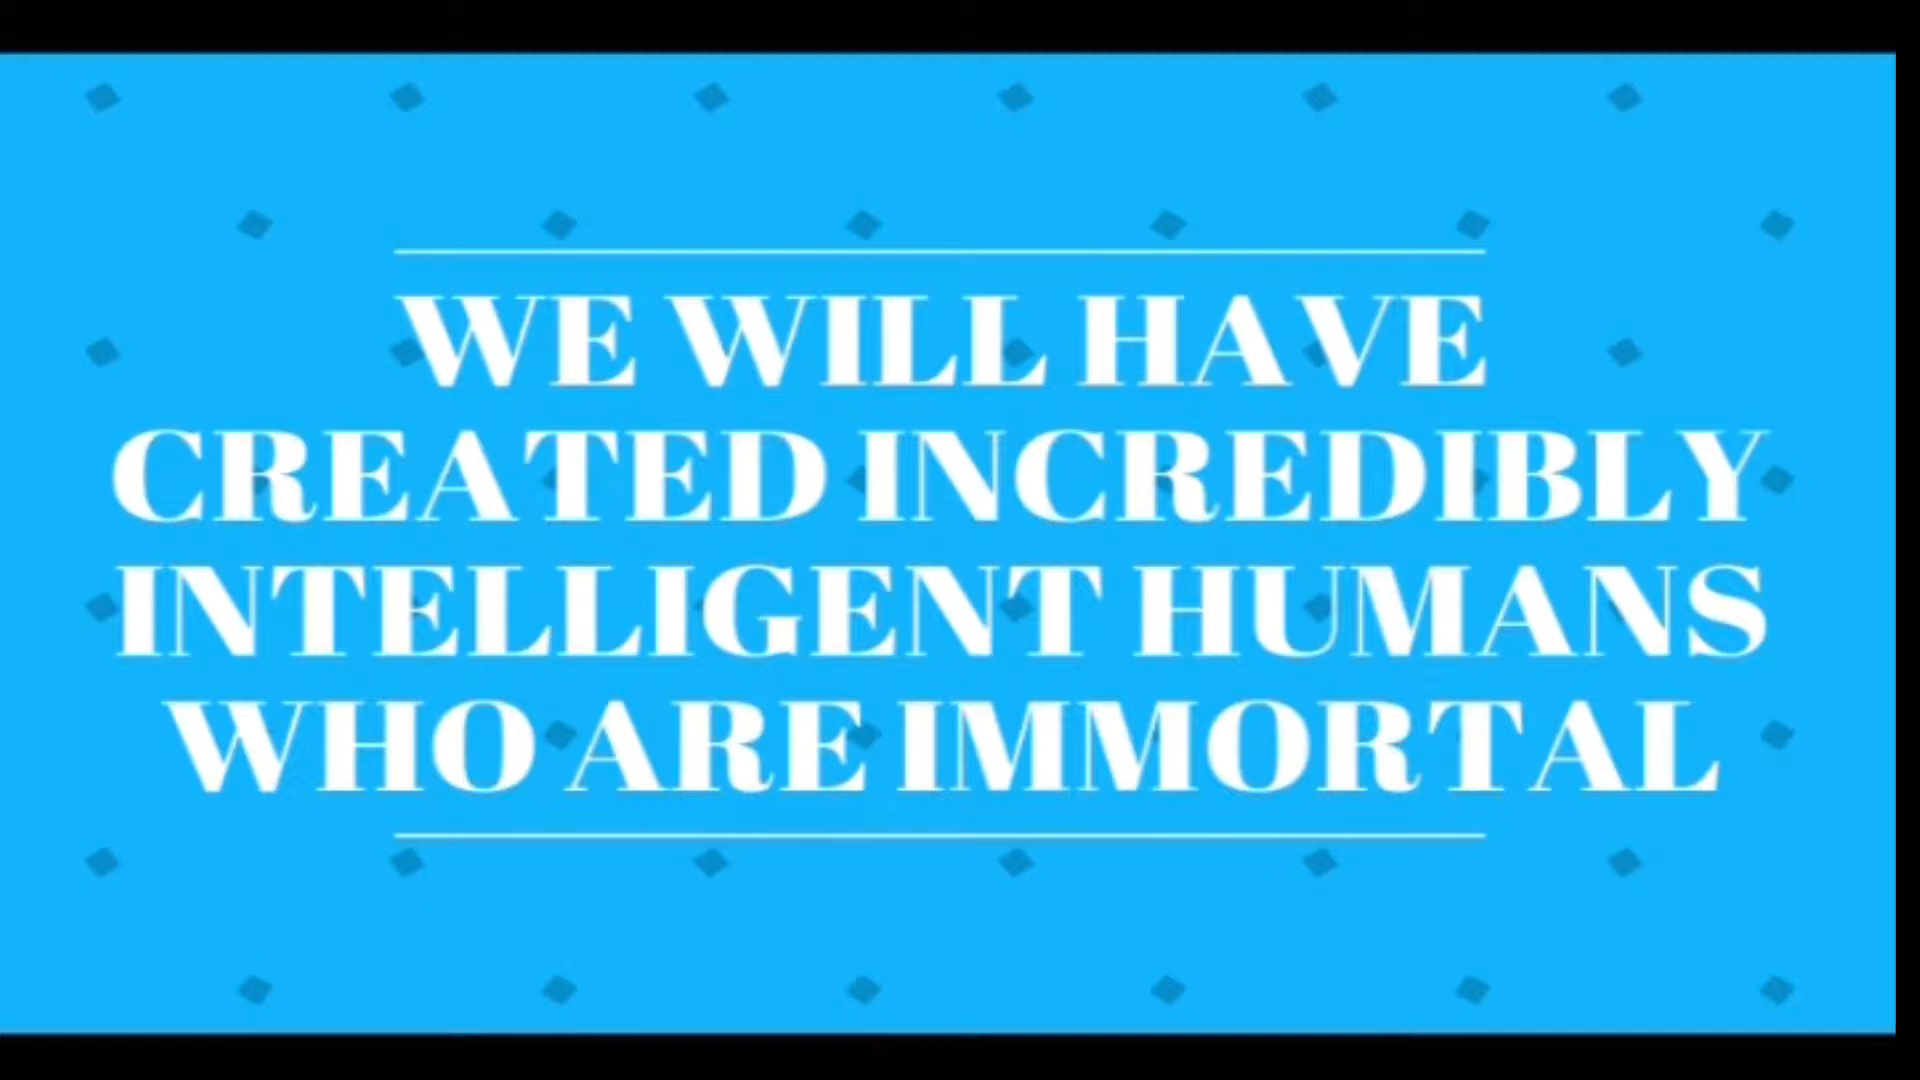 WE WILL HAVE
CREATED INCREDIBLY
INTELLIGENT HUMANS
WHO ARE IMMORTAL